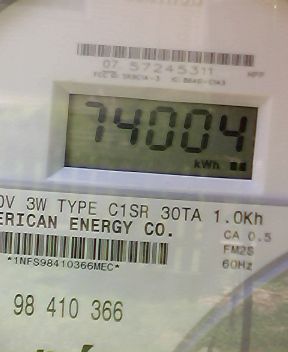 07 57245311
74004
kWh
0V 3W TYPE C1SR 30TA 1.0Kh
ERICAN ENERGY CO.
CA 0.5
FM2S
*1NFS98410366MEC*
60Hz
98 410 366